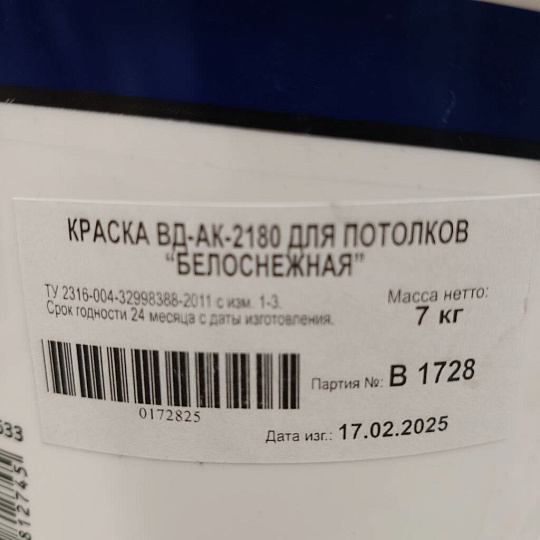 КРАСКА ВД-АК-2180 ДЛЯ ПОТОЛКОВ
“БЕЛОСНЕЖНАЯ”
ТУ 2316-004-32998388-2011 с изм. 1-3.
Срок годности 24 месяца с даты изготовления.
Масса нетто:
7 кг
0172825
Партия №: В 1728
Дата изг.: 17.02.2025